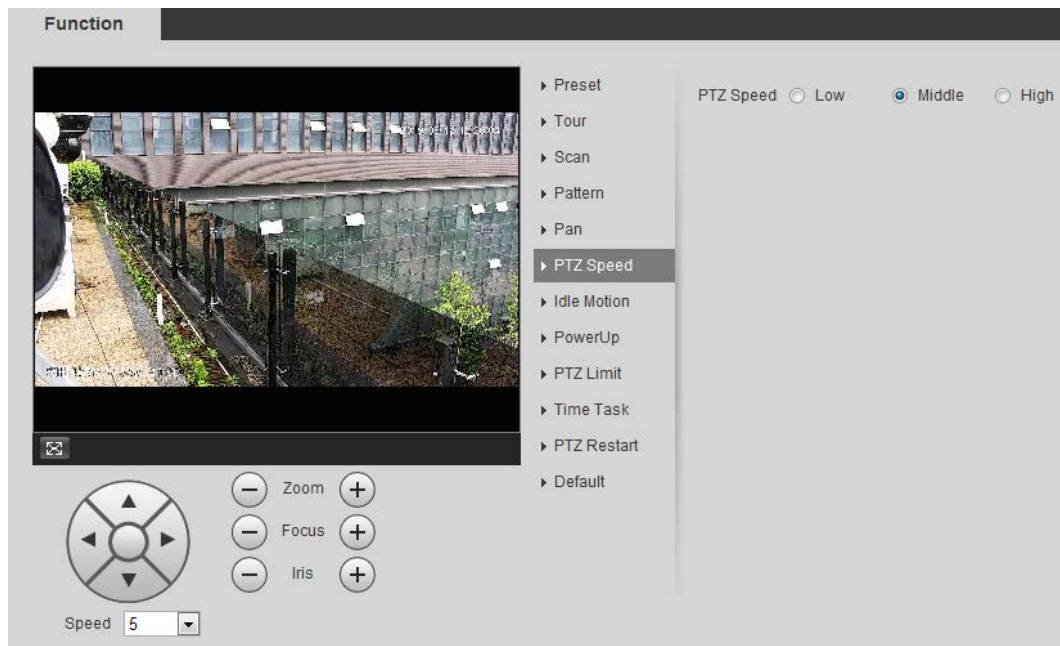 Function
Preset
Tour
Scan
Pattern
Pan
PTZ Speed
Idle Motion
PowerUp
PTZ Limit
Time Task
PTZ Restart
Default
PTZ Speed Low Middle High
Zoom
Focus
Iris
Speed 5